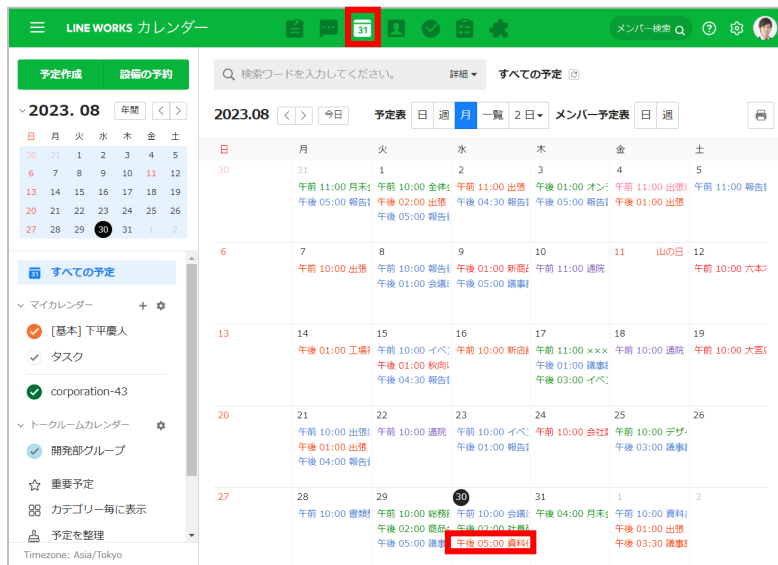 LINE WORKS カレンダー
31
メンバー検索
予定作成 設備の予約
検索ワードを入力してください。 詳細 すべての予定
2023. 08 年間 < >
2023.08 < > 今日 予定表 日 週 月 一覧 2日 メンバー予定表 日 週
日 月 火 水 木 金 土
30 31 1 2 3 4 5
6 7 8 9 10 11 12
13 14 15 16 17 18 19
20 21 22 23 24 25 26
27 28 29 30 31 1 2
31 すべての予定
マイカレンダー
[基本] 下平慶人
タスク
corporation-43
トークルームカレンダー
開発部グループ
重要予定
カテゴリー毎に表示
予定を整理
Timezone: Asia/Tokyo
日 月 火 水 木 金 土
30 31 1 2 3 4 5
午前 11:00 月末 午前 10:00 全体 午前 11:00 出張 午後 01:00 オン 午前 11:00 出張 午前 11:00 報告
午後 05:00 報告 午後 02:00 出張 午後 04:30 報告 午後 05:00 報告 午後 01:00 出張
午後 05:00 報告
6 7 8 9 10 11 山の日 12
午前 10:00 出張 午前 10:00 報告 午後 01:00 新商 午前 11:00 通院 午前 10:00 六本
午後 01:00 会議 午後 05:00 議事
13 14 15 16 17 18 19
午後 01:00 工場 午前 10:00 イベ 午前 10:00 新店 午前 11:00 ××× 午前 10:00 通院 午前 10:00 大宮
午後 01:00 秋向 午後 01:00 議事
午後 04:30 報告 午後 03:00 イベ
20 21 22 23 24 25 26
午前 10:00 出張 午前 10:00 通院 午前 10:00 イベ 午前 10:00 会社 午前 10:00 デザ
午後 01:00 出張 午後 01:00 報告 午後 03:00 議事
午後 04:00 報告
27 28 29 30 31 1 2
午前 10:00 書類 午前 10:00 総務 午前 10:00 会議 午後 04:00 月末 午前 10:00 資料
午後 02:00 商品 午後 02:00 社員 午後 01:00 出張
午後 05:00 議事 午後 05:00 資料 午後 03:30 議事